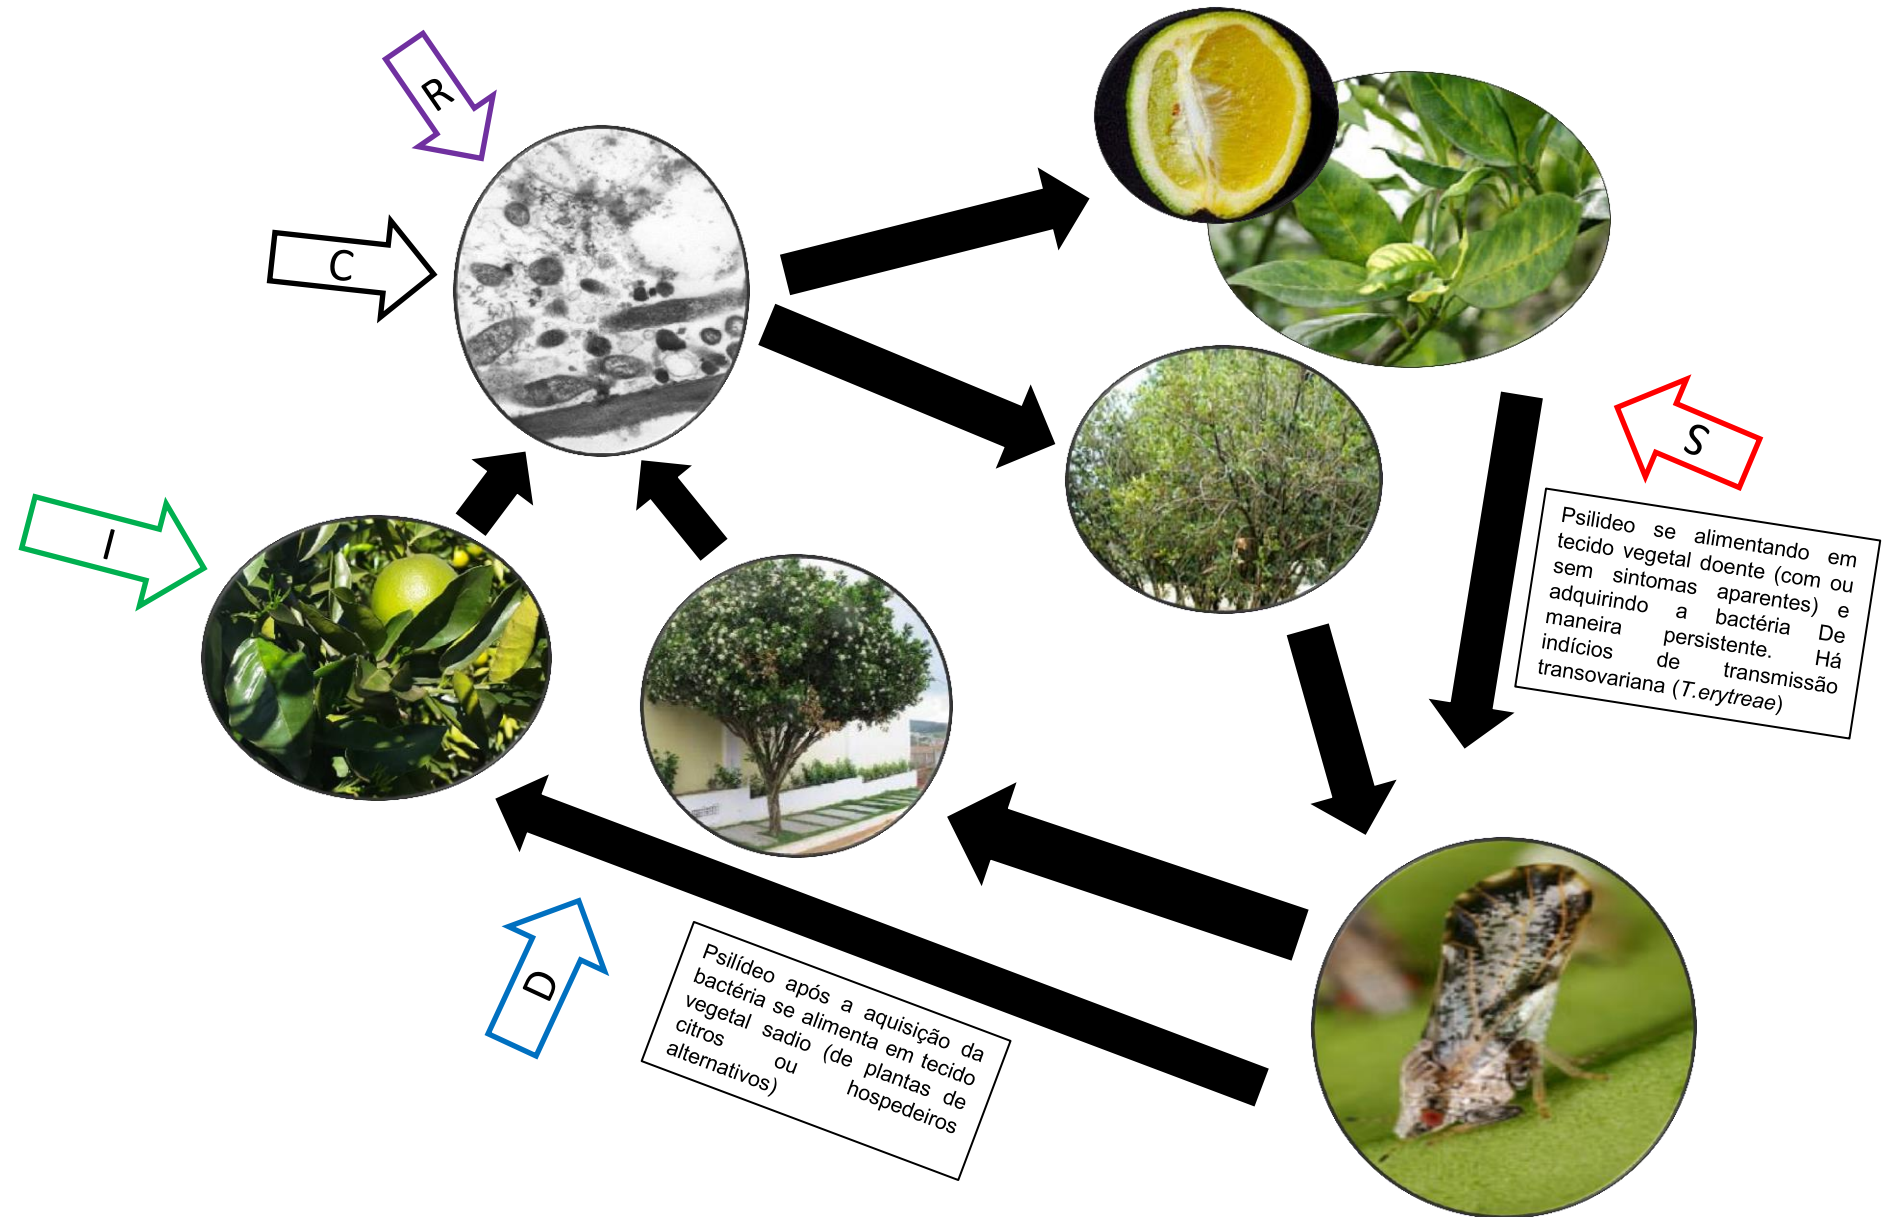 R
C
I
S
Psilideo se alimentando em
tecido vegetal doente (com ou
sem sintomas aparentes) e
adquirindo a bactéria De
maneira persistente. Há
indícios de transmissão
transovariana (T.erytreae)
D
Psilídeo após a aquisição da
bactéria se alimenta em tecido
vegetal sadio (de plantas de
citros ou hospedeiros
alternativos)